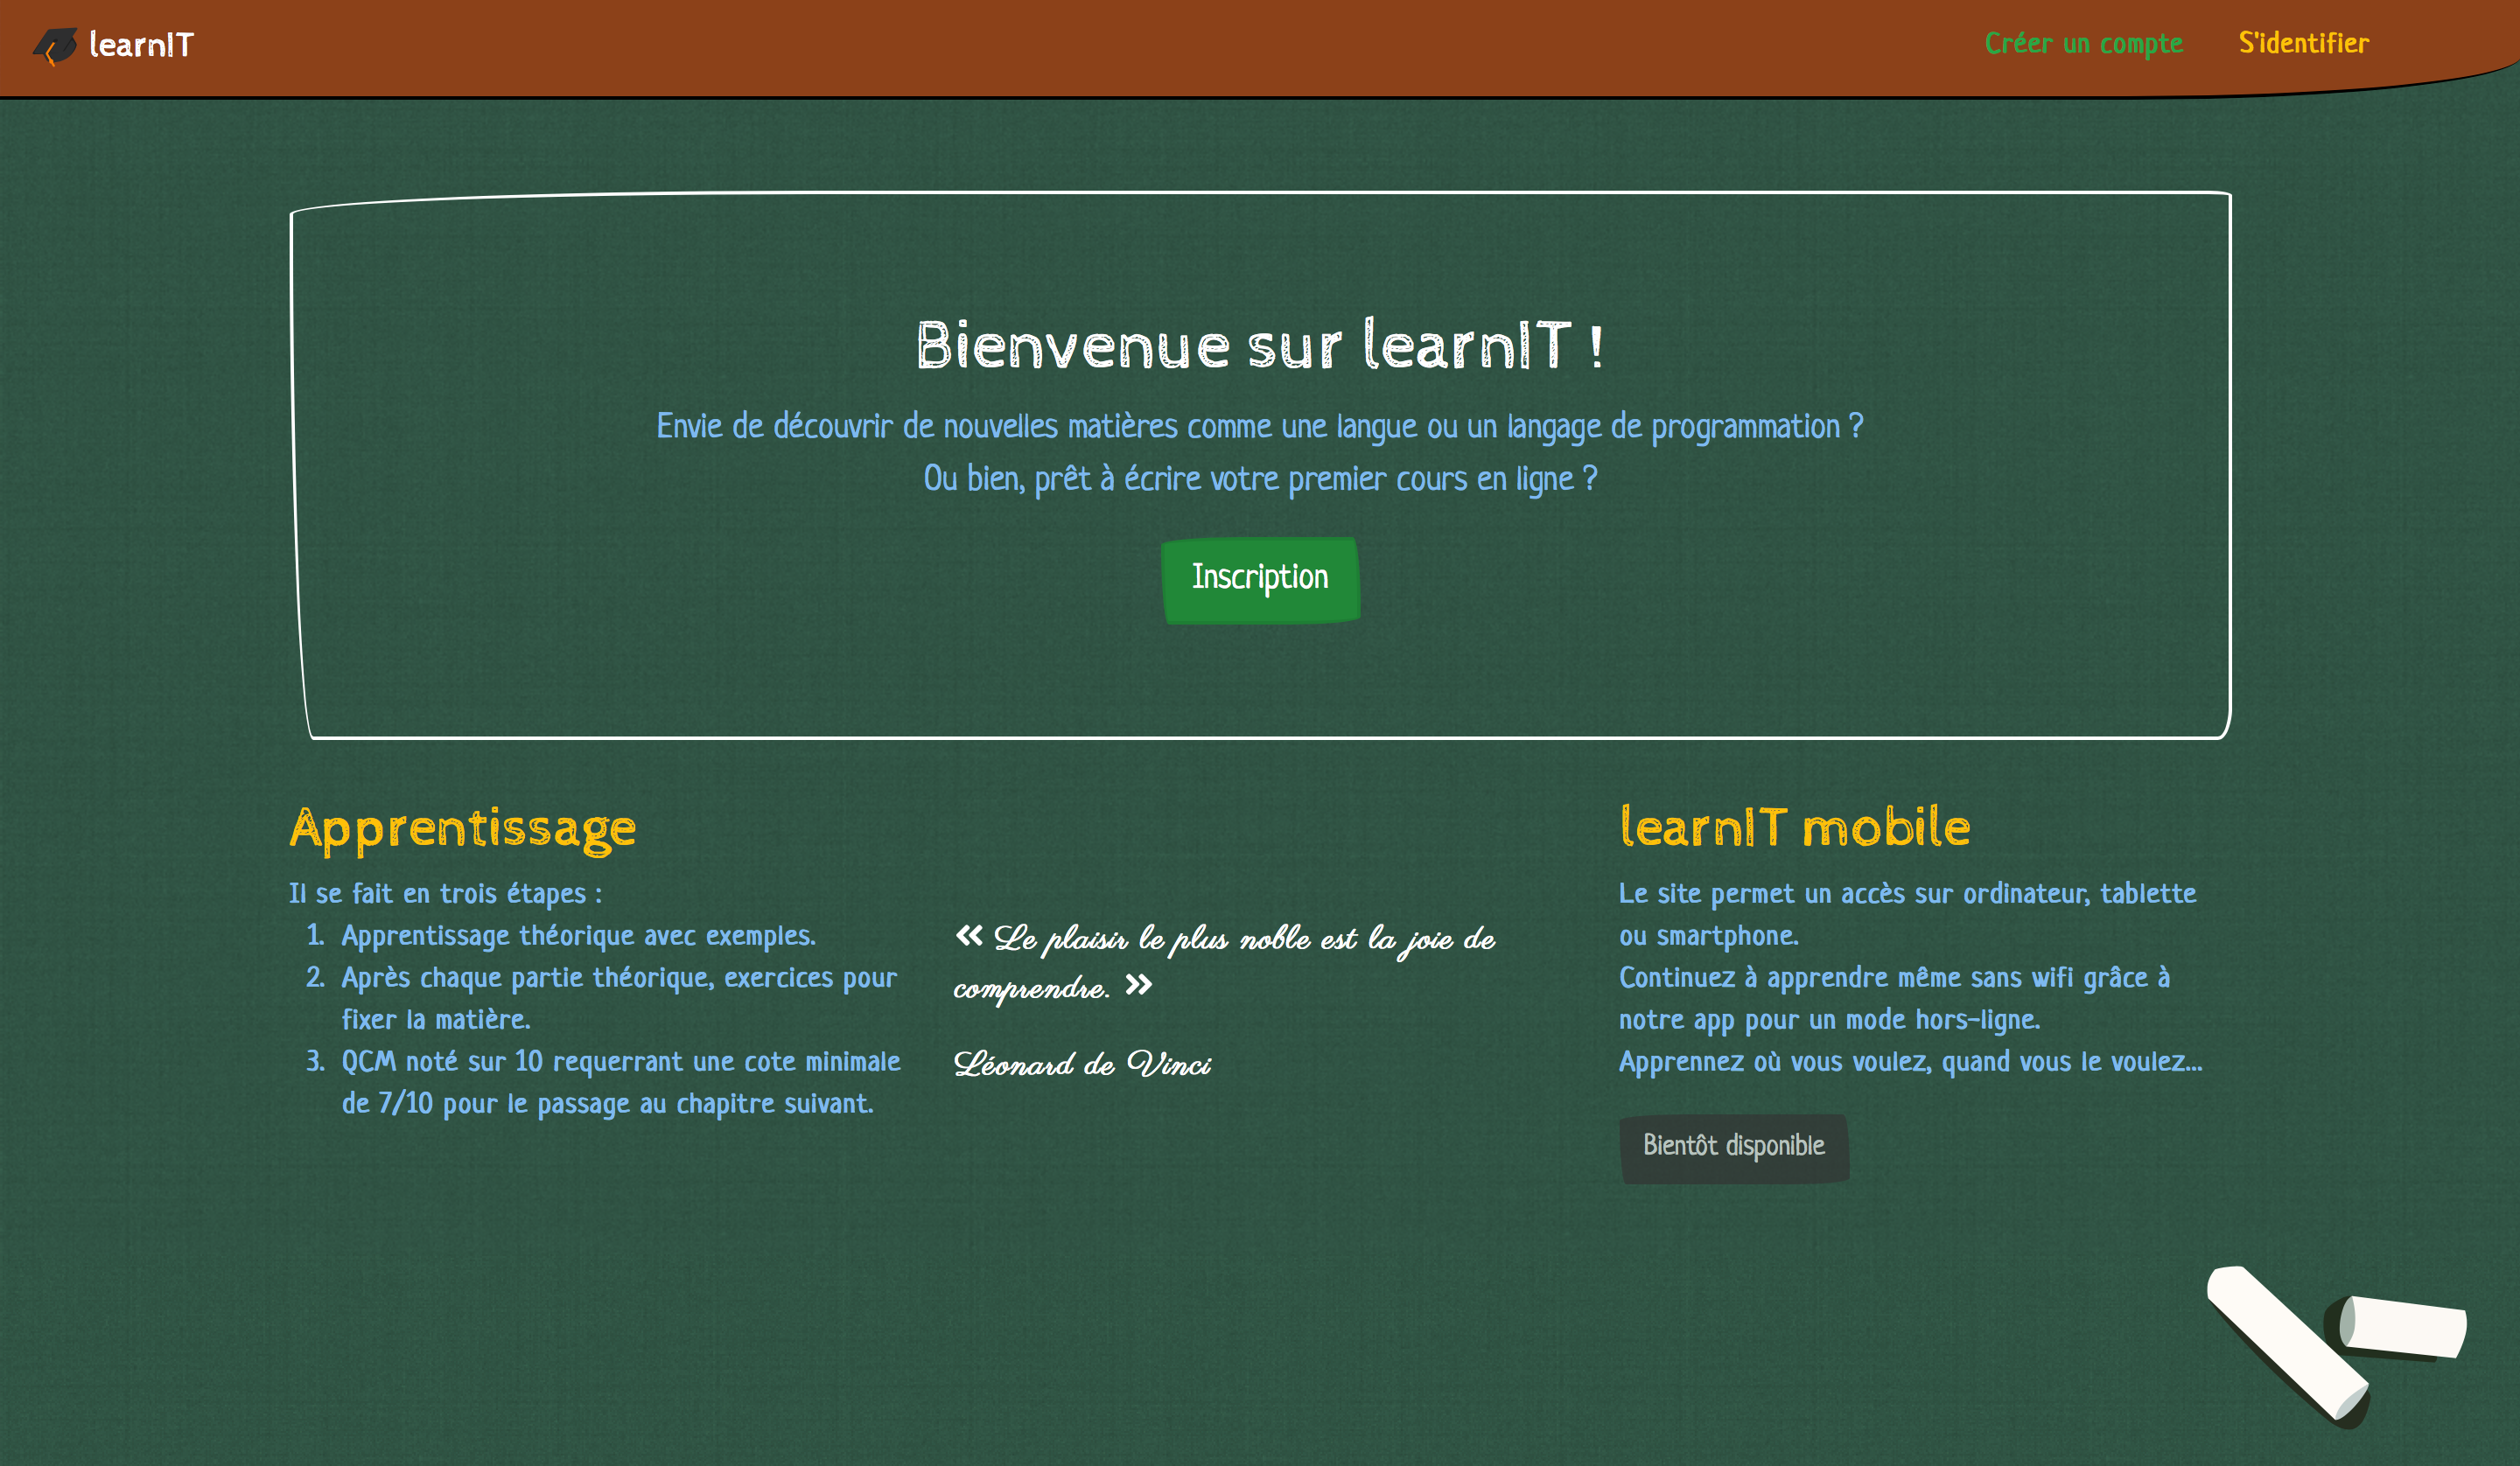 learnIT
Créer un compte
S'identifier
Bienvenue sur learnIT !
Envie de découvrir de nouvelles matières comme une langue ou un langage de programmation ?
Ou bien, prêt à écrire votre premier cours en ligne ?
Inscription
Apprentissage
Il se fait en trois étapes :
1. Apprentissage théorique avec exemples.
2. Après chaque partie théorique, exercices pour
fixer la matière.
3. QCM noté sur 10 requerrant une cote minimale
de 7/10 pour le passage au chapitre suivant.
« Le plaisir le plus noble est la joie de
comprendre. »
Léonard de Vinci
learnIT mobile
Le site permet un accès sur ordinateur, tablette
ou smartphone.
Continuez à apprendre même sans wifi grâce à
notre app pour un mode hors-ligne.
Apprennez où vous voulez, quand vous le voulez...
Bientôt disponible